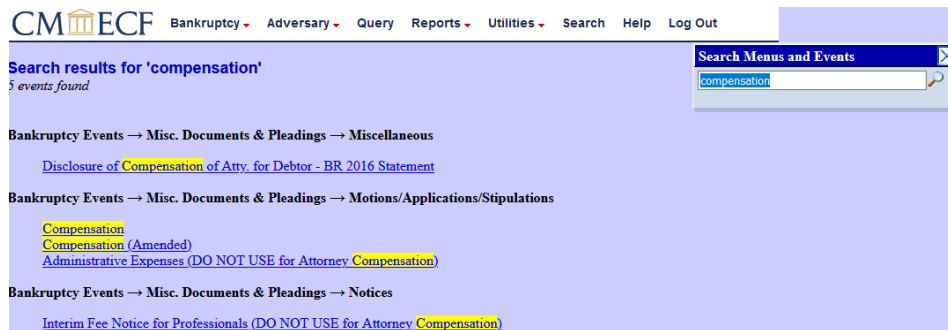 CM ECF Bankruptcy Adversary Query Reports Utilities Search Help Log Out
Search Menus and Events
compensation
Search results for 'compensation'
5 events found
Bankruptcy Events → Misc. Documents & Pleadings → Miscellaneous
Disclosure of Compensation of Atty. for Debtor - BR 2016 Statement
Bankruptcy Events → Misc. Documents & Pleadings → Motions/Applications/Stipulations
Compensation
Compensation (Amended)
Administrative Expenses (DO NOT USE for Attorney Compensation)
Bankruptcy Events → Misc. Documents & Pleadings → Notices
Interim Fee Notice for Professionals (DO NOT USE for Attorney Compensation)